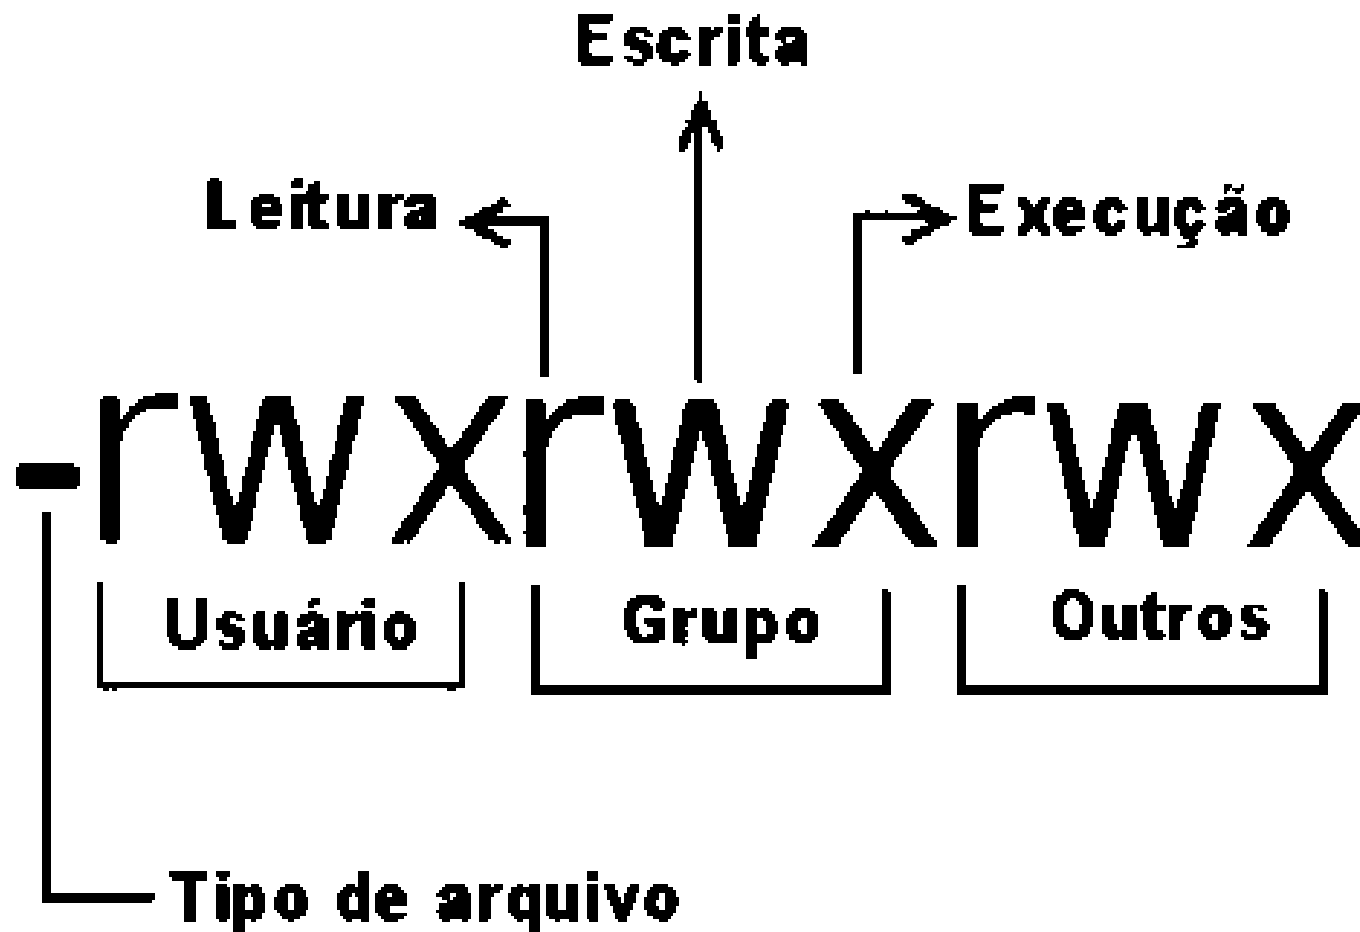 Escrita
Leitura
Execução
-rwxrwxrwx
Usuário
Grupo
Outros
Tipo de arquivo